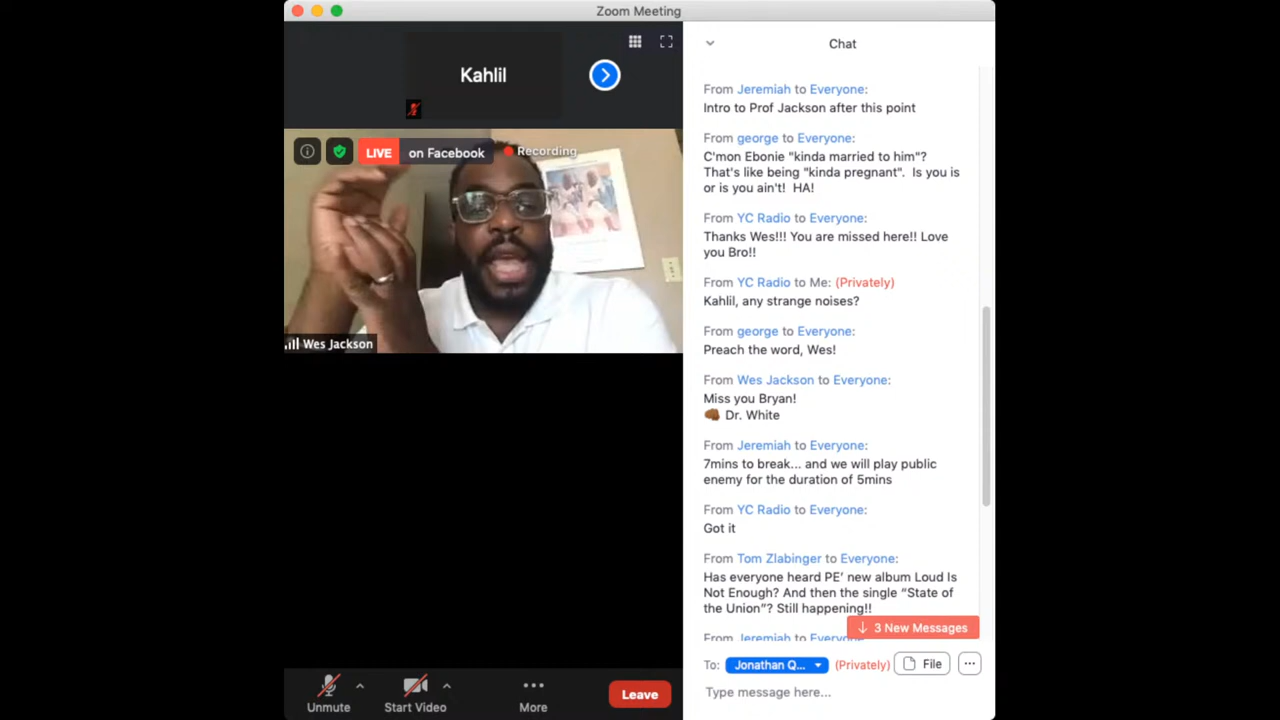 Zoom Meeting
Kahlil
LIVE on Facebook Recording
Wes Jackson
Unmute
Start Video
More
Leave
Chat
From Jeremiah to Everyone:
Intro to Prof Jackson after this point
From george to Everyone:
C'mon Ebonie "kinda married to him"?
That's like being "kinda pregnant". Is you is
or is you ain't! HA!
From YC Radio to Everyone:
Thanks Wes!!! You are missed here!! Love
you Bro!!
From YC Radio to Me: (Privately)
Kahlil, any strange noises?
From george to Everyone:
Preach the word, Wes!
From Wes Jackson to Everyone:
Miss you Bryan!
👊🏾 Dr. White
From Jeremiah to Everyone:
7mins to break... and we will play public
enemy for the duration of 5mins
From YC Radio to Everyone:
Got it
From Tom Zlabinger to Everyone:
Has everyone heard PE’ new album Loud Is
Not Enough? And then the single “State of
the Union”? Still happening!!
From Jeremiah to Everyone
↓ 3 New Messages
To: Jonathan Q... (Privately) File ...
Type message here...